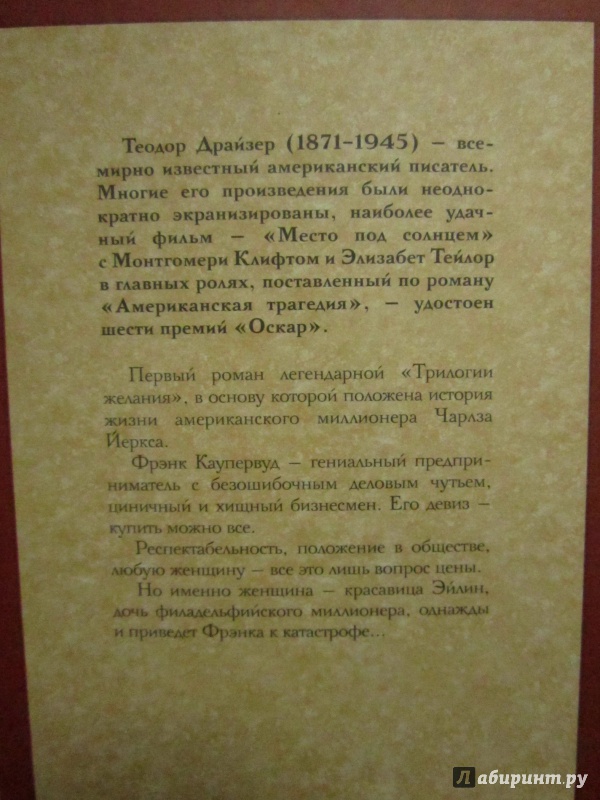 Теодор Драйзер (1871–1945) – все-
мирно известный американский писатель.
Многие его произведения были неодно-
кратно экранизированы, наиболее удач-
ный фильм – «Место под солнцем»
с Монтгомери Клифтом и Элизабет Тейлор
в главных ролях, поставленный по роману
«Американская трагедия», – удостоен
шести премий «Оскар».
Первый роман легендарной «Трилогии
желания», в основу которой положена история
жизни американского миллионера Чарлза
Йеркса.
Фрэнк Каупервуд – гениальный предпри-
ниматель с безошибочным деловым чутьем,
циничный и хищный бизнесмен. Его девиз –
купить можно все.
Респектабельность, положение в обществе,
любую женщину – все это лишь вопрос цены.
Но именно женщина – красавица Эйлин,
дочь филадельфийского миллионера, однажды
и приведет Фрэнка к катастрофе...
Лабиринт.ру